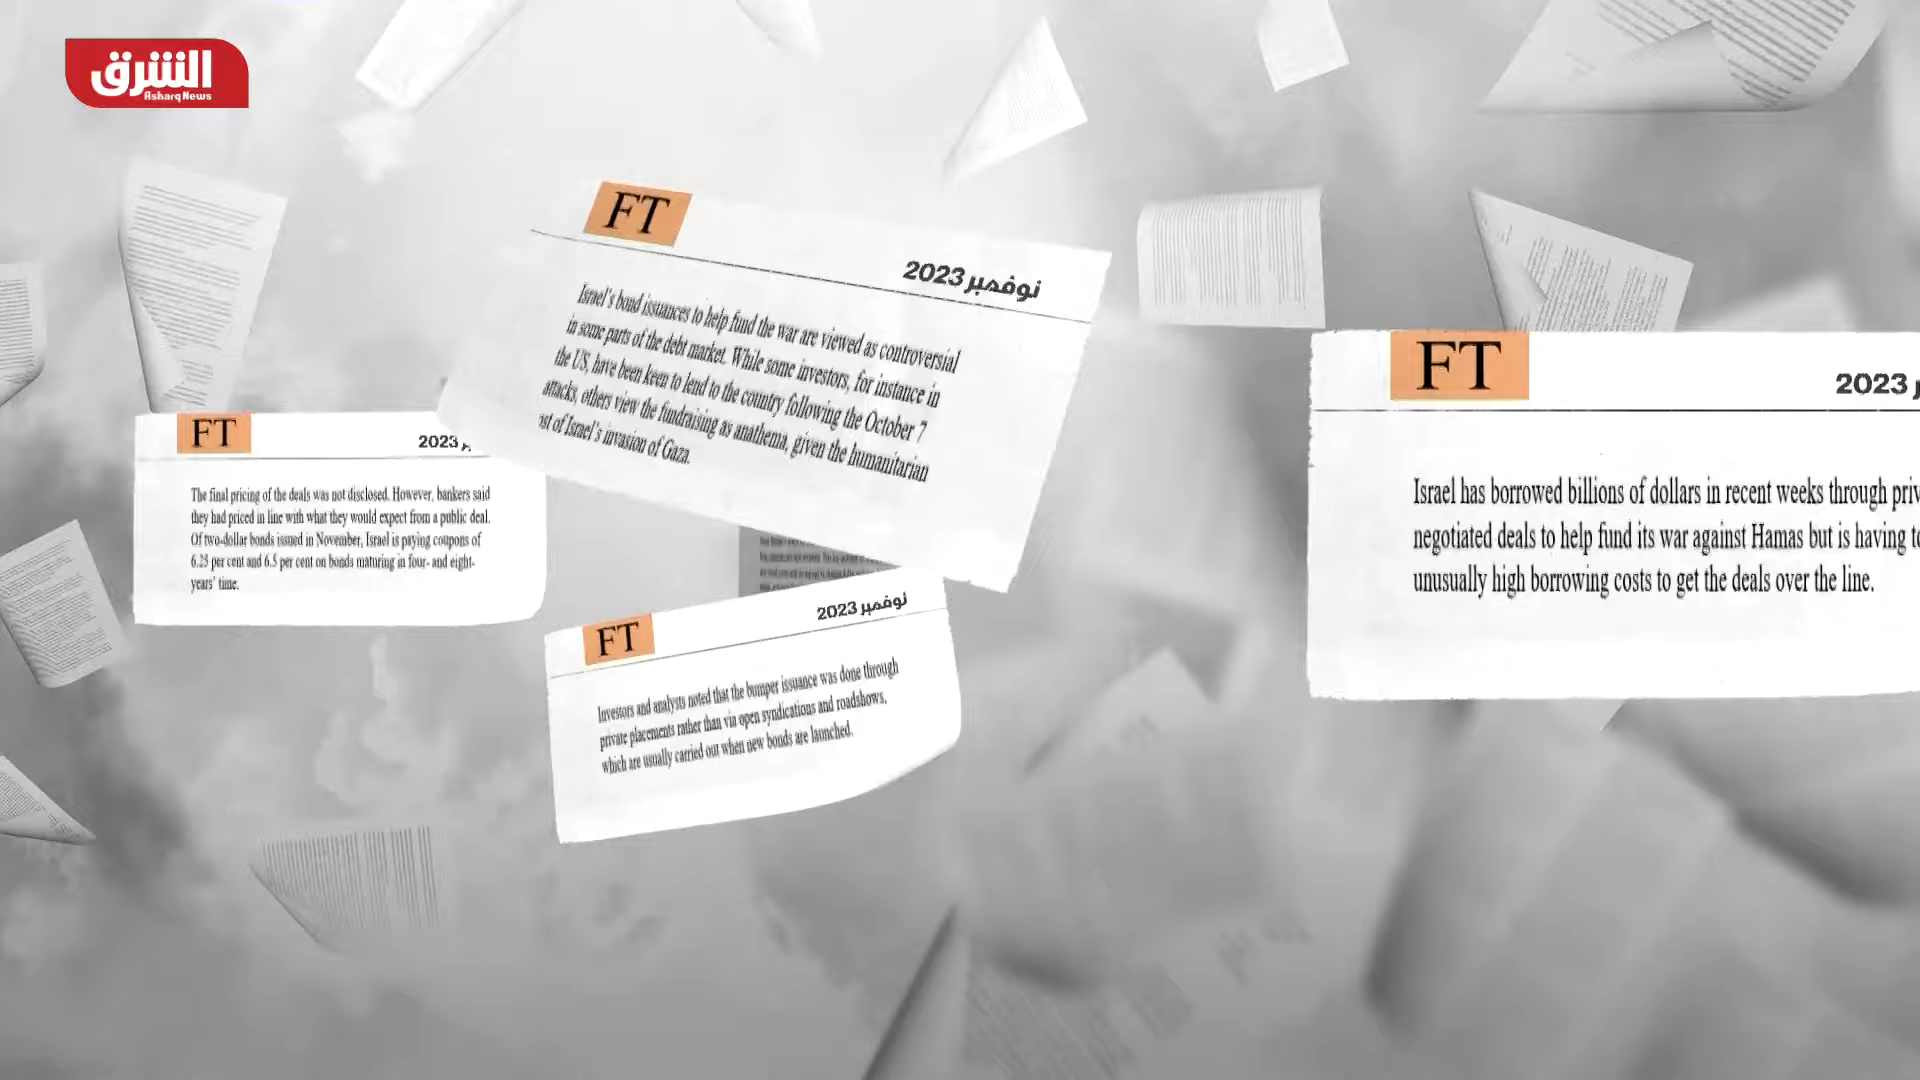 الشرق
Asharq News
FT
نوفمبر 2023
Israel's bond issuances to help fund the war are viewed as controversial
in some parts of the debt market. While some investors, for instance in
the US, have been keen to lend to the country following the October 7
attacks, others view the fundraising as anathema, given the humanitarian
of Israel's invasion of Gaza.
FT
2023
The final pricing of the deals was not disclosed. However, bankers said
they had priced in line with what they would expect from a public deal.
Of two-dollar bonds issued in November, Israel is paying coupons of
6.25 per cent and 6.5 per cent on bonds maturing in four- and eight-
years' time.
FT
نوفمبر 2023
Investors and analysts noted that the bumper issuance was done through
private placements rather than via open syndications and roadshows,
which are usually carried out when new bonds are launched.
FT
2023
Israel has borrowed billions of dollars in recent weeks through
negotiated deals to help fund its war against Hamas but is having
unusually high borrowing costs to get the deals over the line.